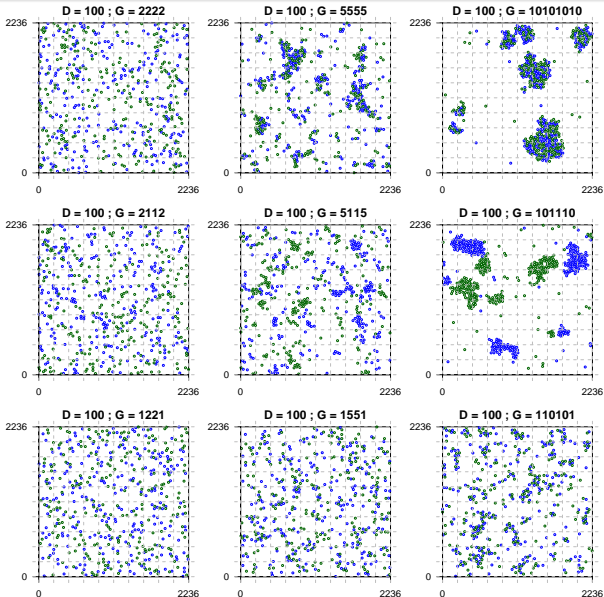 D = 100 ; G = 2222 D = 100 ; G = 5555 D = 100 ; G = 10101010
2236 2236 2236
0 0 0
0 2236 0 2236 0 2236
D = 100 ; G = 2112 D = 100 ; G = 5115 D = 100 ; G = 101110
2236 2236 2236
0 0 0
0 2236 0 2236 0 2236
D = 100 ; G = 1221 D = 100 ; G = 1551 D = 100 ; G = 110101
2236 2236 2236
0 0 0
0 2236 0 2236 0 2236